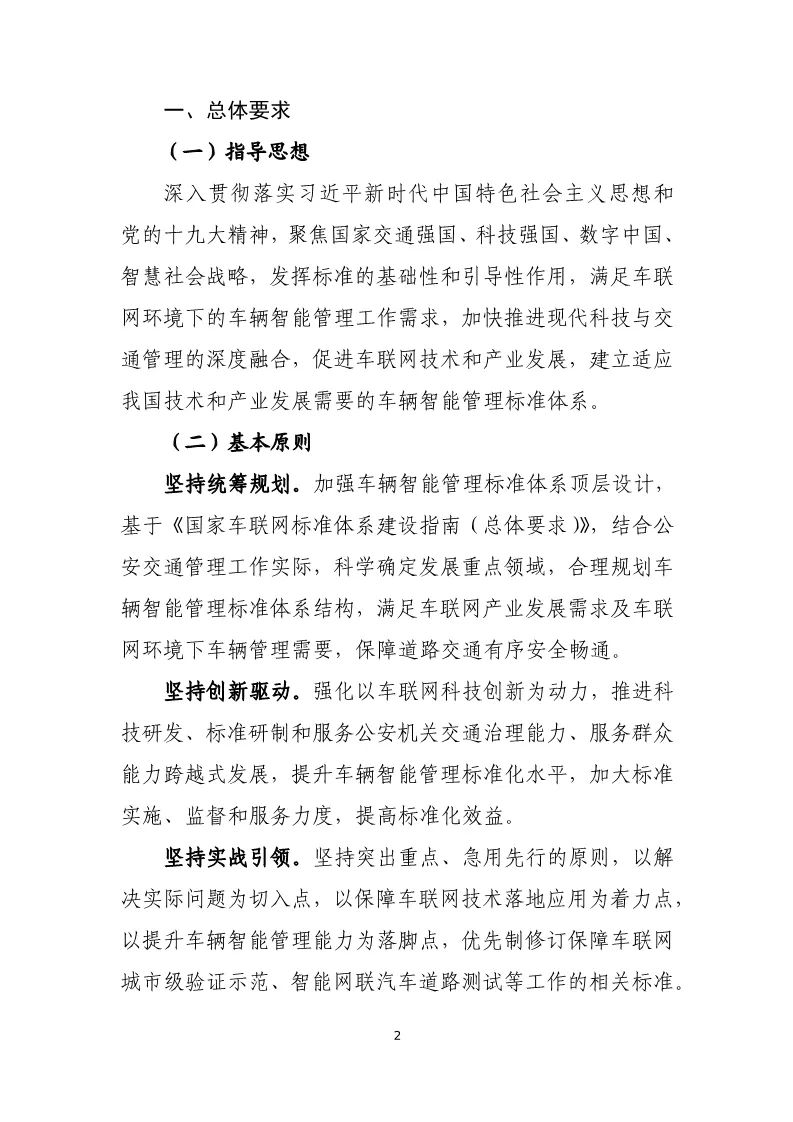 一、总体要求
（一）指导思想
深入贯彻落实习近平新时代中国特色社会主义思想和
党的十九大精神，聚焦国家交通强国、科技强国、数字中国、
智慧社会战略，发挥标准的基础性和引导性作用，满足车联
网环境下的车辆智能管理工作需求，加快推进现代科技与交
通管理的深度融合，促进车联网技术和产业发展，建立适应
我国技术和产业发展需要的车辆智能管理标准体系。
（二）基本原则
坚持统筹规划。加强车辆智能管理标准体系顶层设计，
基于《国家车联网标准体系建设指南（总体要求）》，结合公
安交通管理工作实际，科学确定发展重点领域，合理规划车
辆智能管理标准体系结构，满足车联网产业发展需求及车联
网环境下车辆管理需要，保障道路交通有序安全畅通。
坚持创新驱动。强化以车联网科技创新为动力，推进科
技研发、标准研制和服务公安机关交通治理能力、服务群众
能力跨越式发展，提升车辆智能管理标准化水平，加大标准
实施、监督和服务力度，提高标准化效益。
坚持实战引领。坚持突出重点、急用先行的原则，以解
决实际问题为切入点，以保障车联网技术落地应用为着力点，
以提升车辆智能管理能力为落脚点，优先制修订保障车联网
城市级验证示范、智能网联汽车道路测试等工作的相关标准。
2